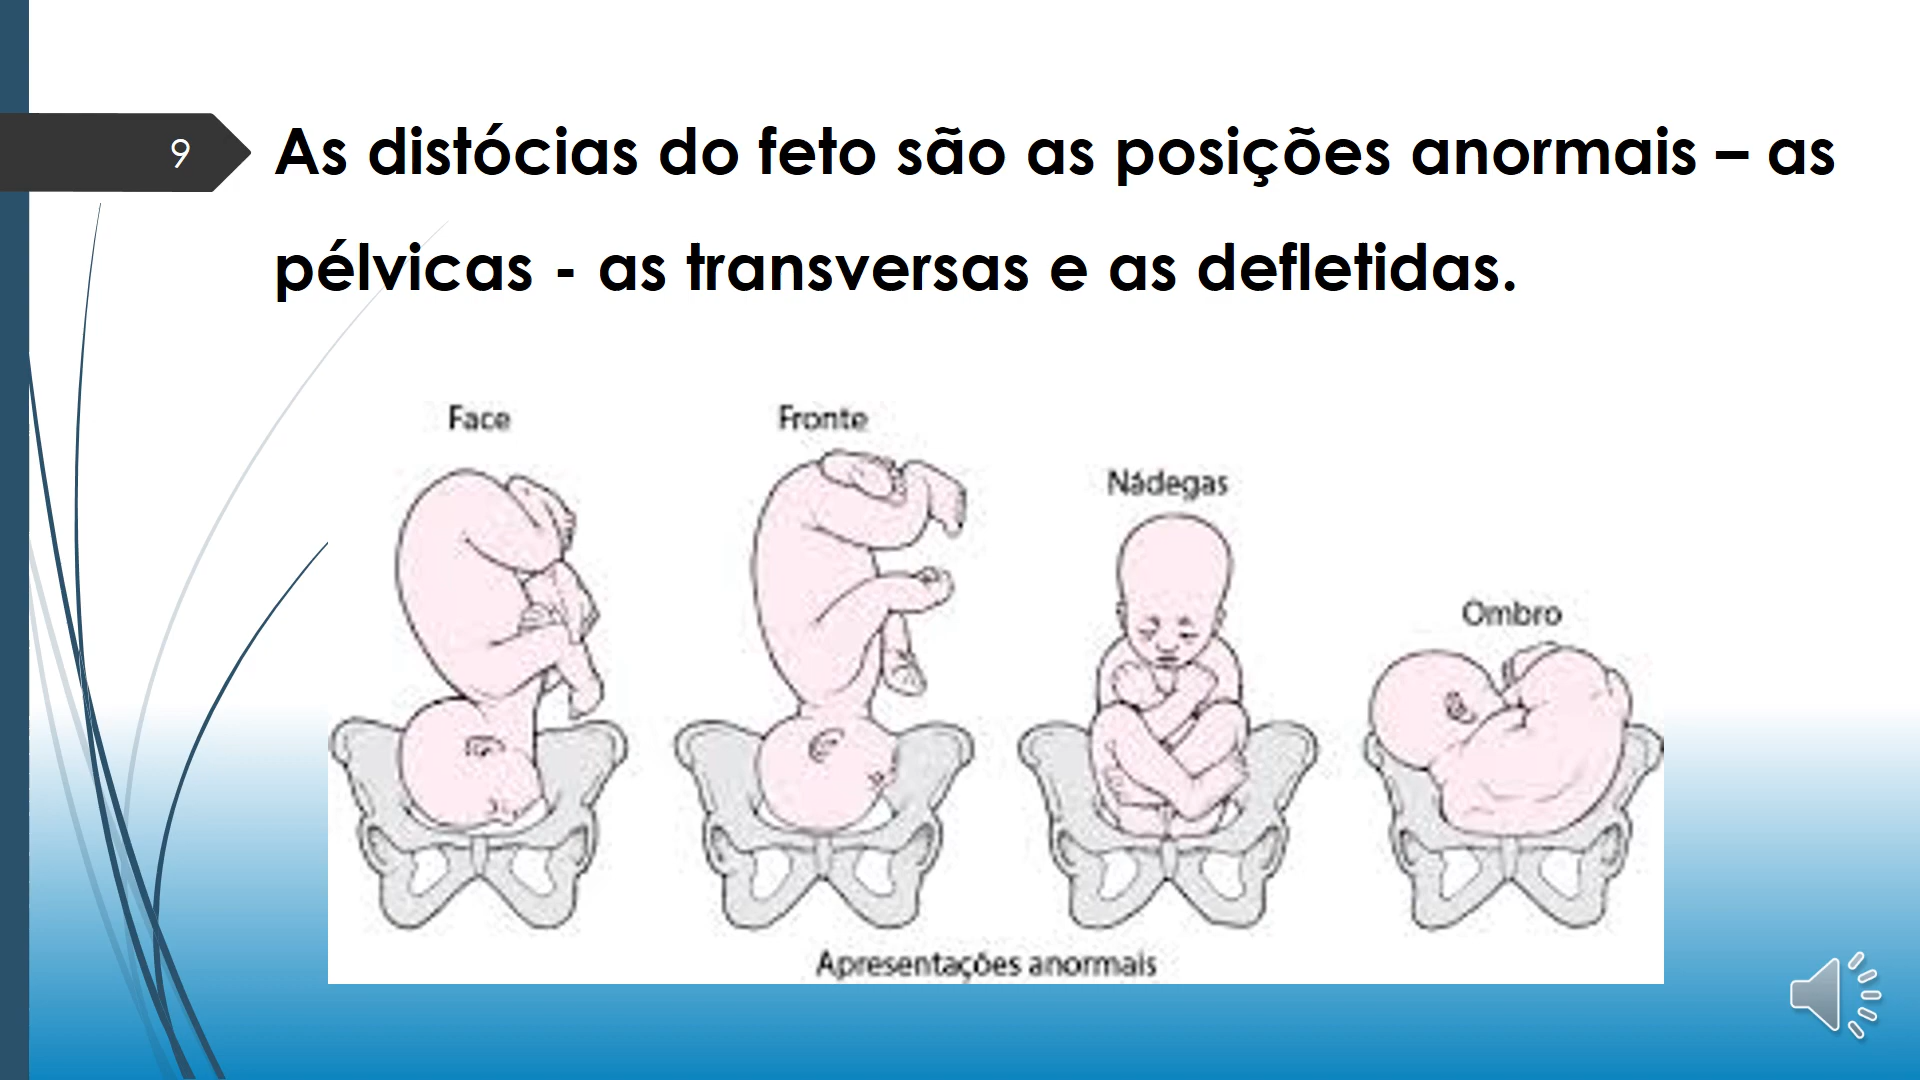 9
As distócias do feto são as posições anormais – as
pélvicas - as transversas e as defletidas.
Face
Fronte
Nádegas
Ombro
Apresentações anormais